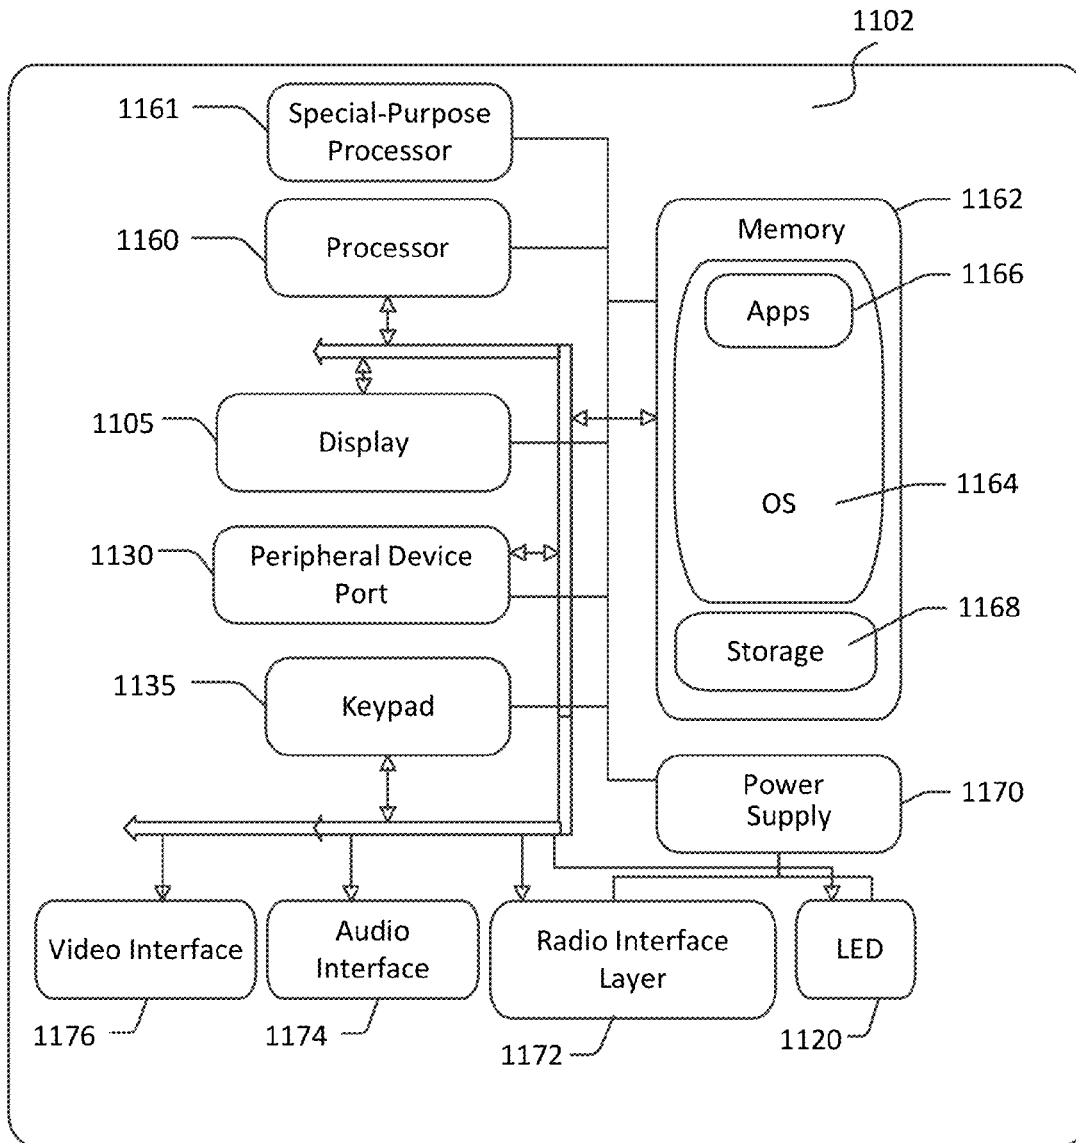 1102
1161
Special-Purpose
Processor
1162
Memory
1160
Processor
1166
Apps
1105
Display
1164
OS
1130
Peripheral Device
Port
1168
Storage
1135
Keypad
Power
Supply
1170
Video Interface
Audio
Interface
Radio Interface
Layer
LED
1176
1174
1172
1120